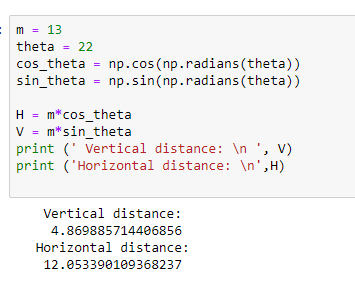 :
m = 13
theta = 22
cos_theta = np.cos(np.radians(theta))
sin_theta = np.sin(np.radians(theta))
H = m*cos_theta
V = m*sin_theta
print (' Vertical distance: \n ', V)
print ('Horizontal distance: \n',H)
Vertical distance:
4.869885714406856
Horizontal distance:
12.053390109368237